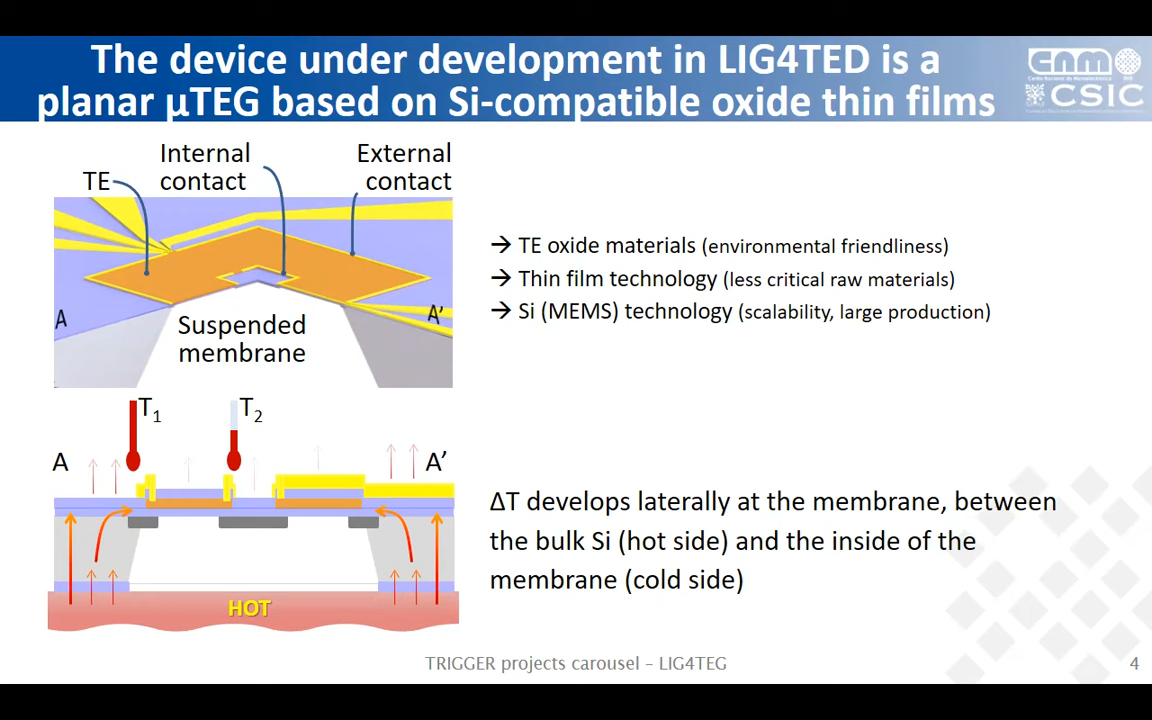 The device under development in LIG4TED is a
planar µTEG based on Si-compatible oxide thin films
CSIC
TE
Internal
contact
External
contact
A
A'
Suspended
membrane
→ TE oxide materials (environmental friendliness)
→ Thin film technology (less critical raw materials)
→ Si (MEMS) technology (scalability, large production)
T1
T2
A
A'
HOT
ΔT develops laterally at the membrane, between
the bulk Si (hot side) and the inside of the
membrane (cold side)
TRIGGER projects carousel – LIG4TEG
4